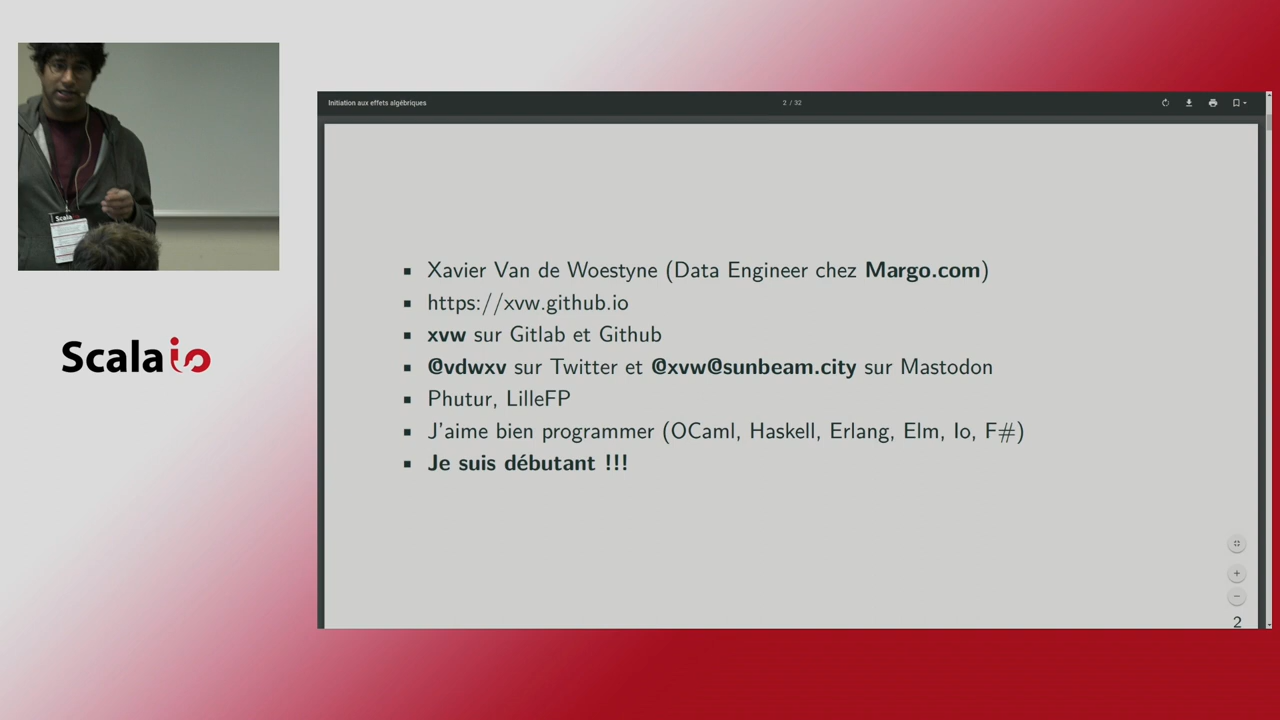 Initiation aux effets algébriques
2 / 32
Scala
Scala io
▪ Xavier Van de Woestyne (Data Engineer chez Margo.com)
▪ https://xvw.github.io
▪ xvw sur Gitlab et Github
▪ @vdwxv sur Twitter et @xvw@sunbeam.city sur Mastodon
▪ Phutur, LilleFP
▪ J'aime bien programmer (OCaml, Haskell, Erlang, Elm, Io, F#)
▪ Je suis débutant !!!
2